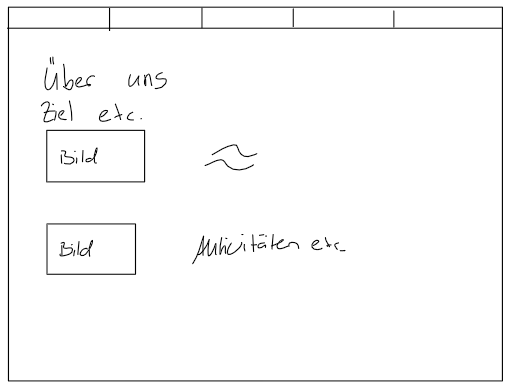 Über uns
Ziel etc.
Bild
Bild
Aktivitäten etc.